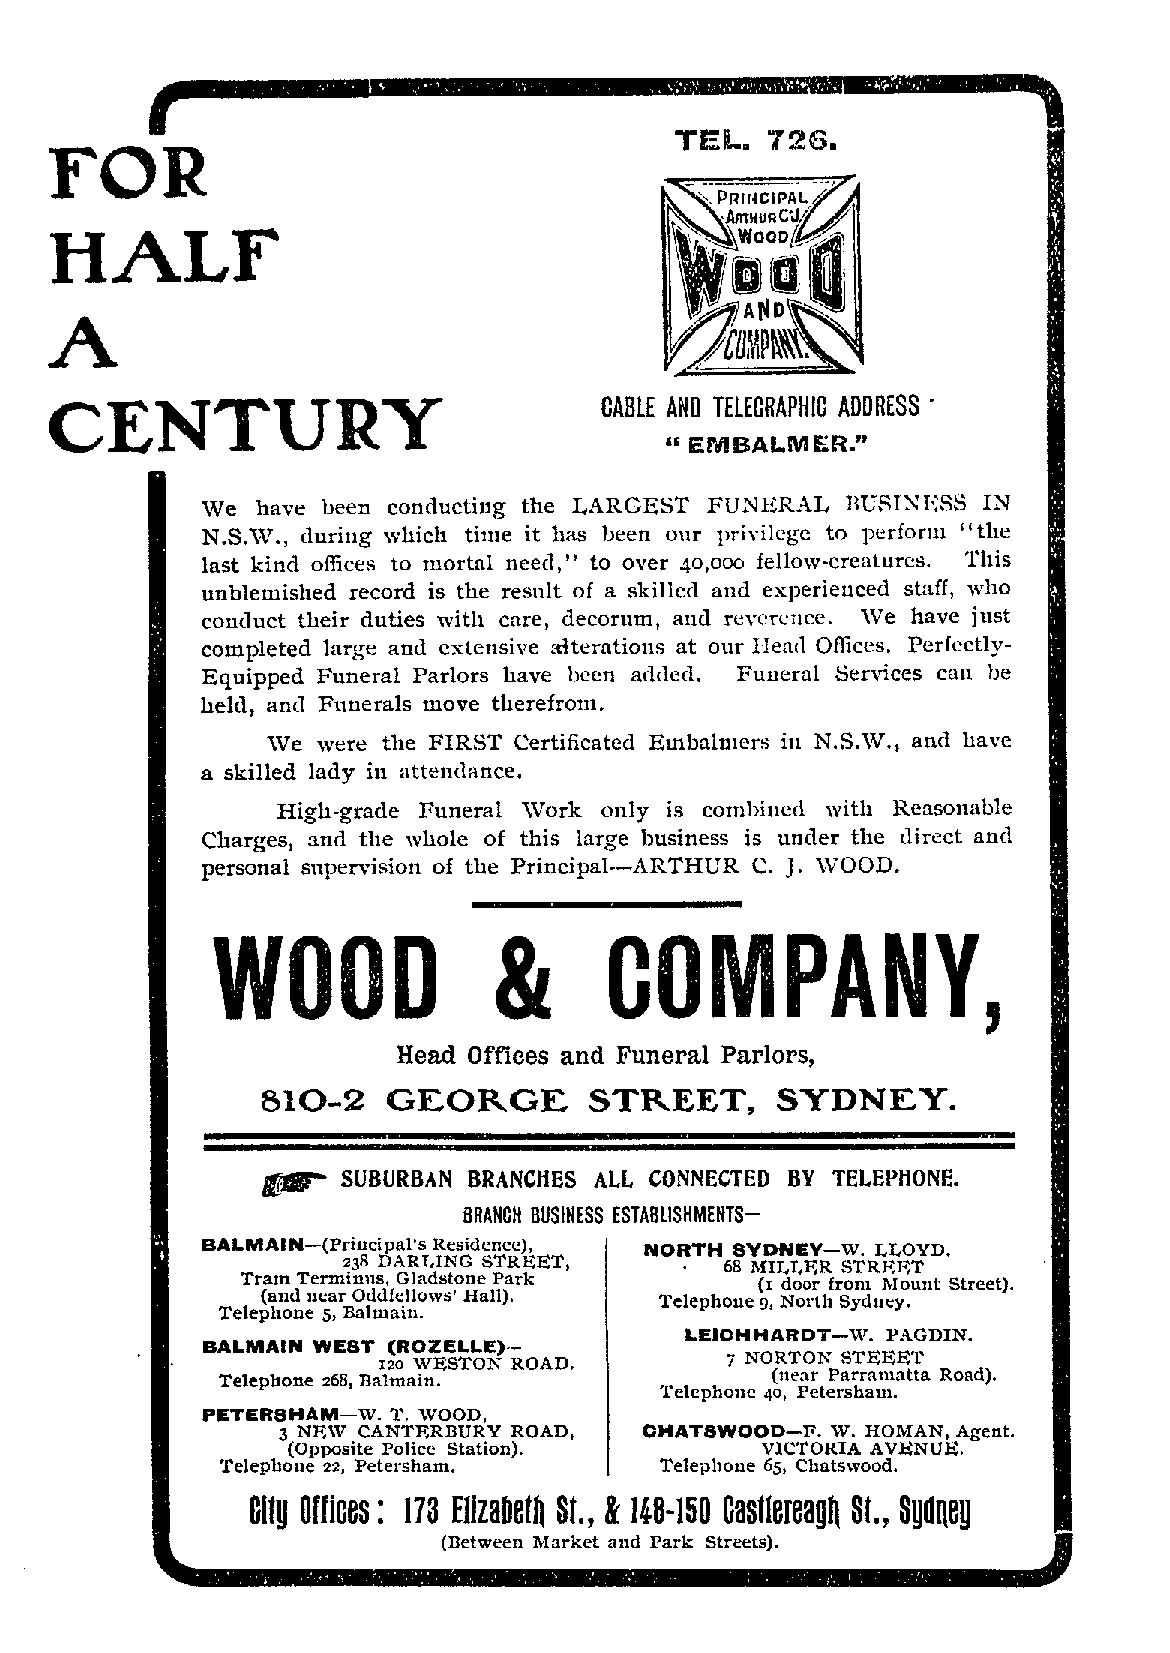 FOR
HALF
A
CENTURY
TEL. 726.
PRINCIPAL
ARTHUR C.J.
WOOD
WOOD
AND
COMPANY.
CABLE AND TELEGRAPHIC ADDRESS
"EMBALMER."
We have been conducting the LARGEST FUNERAL BUSINESS IN
N.S.W., during which time it has been our privilege to perform "the
last kind offices to mortal need," to over 40,000 fellow-creatures. This
unblemished record is the result of a skilled and experienced staff, who
conduct their duties with care, decorum, and reverence. We have just
completed large and extensive alterations at our Head Offices. Perfectly-
Equipped Funeral Parlors have been added. Funeral Services can be
held, and Funerals move therefrom.
We were the FIRST Certificated Embalmers in N.S.W., and have
a skilled lady in attendance.
High-grade Funeral Work only is combined with Reasonable
Charges, and the whole of this large business is under the direct and
personal supervision of the Principal—ARTHUR C. J. WOOD.
WOOD & COMPANY,
Head Offices and Funeral Parlors,
810-2 GEORGE STREET, SYDNEY.
SUBURBAN BRANCHES ALL CONNECTED BY TELEPHONE.
BRANCH BUSINESS ESTABLISHMENTS—
BALMAIN—(Principal's Residence),
238 DARLING STREET,
Tram Terminus, Gladstone Park
(and near Oddfellows' Hall).
Telephone 5, Balmain.
BALMAIN WEST (ROZELLE)—
120 WESTON ROAD.
Telephone 268, Balmain.
PETERSHAM—W. T. WOOD,
3 NEW CANTERBURY ROAD,
(Opposite Police Station).
Telephone 22, Petersham.
NORTH SYDNEY—W. LLOYD,
68 MILLER STREET
(1 door from Mount Street).
Telephone 9, North Sydney.
LEICHHARDT—W. PAGDIN.
7 NORTON STEEET
(near Parramatta Road).
Telephone 40, Petersham.
CHATSWOOD—F. W. HOMAN, Agent.
VICTORIA AVENUE.
Telephone 65, Chatswood.
City Offices: 173 Elizabeth St., & 148-150 Castlereagh St., Sydney
(Between Market and Park Streets).